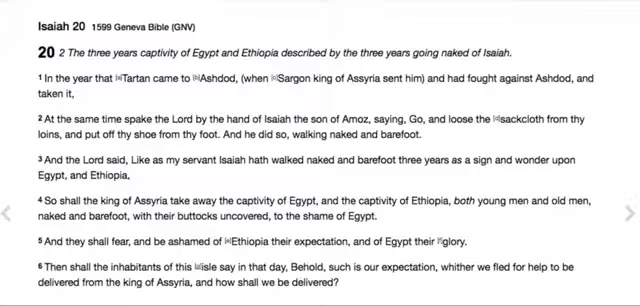 Isaiah 20 1599 Geneva Bible (GNV)
20 2 The three years captivity of Egypt and Ethiopia described by the three years going naked of Isaiah.
1 In the year that [a]Tartan came to [b]Ashdod, (when [c]Sargon king of Assyria sent him) and had fought against Ashdod, and
taken it,
2 At the same time spake the Lord by the hand of Isaiah the son of Amoz, saying, Go, and loose the [d]sackcloth from thy
loins, and put off thy shoe from thy foot. And he did so, walking naked and barefoot.
3 And the Lord said, Like as my servant Isaiah hath walked naked and barefoot three years as a sign and wonder upon
Egypt, and Ethiopia,
4 So shall the king of Assyria take away the captivity of Egypt, and the captivity of Ethiopia, both young men and old men,
naked and barefoot, with their buttocks uncovered, to the shame of Egypt.
5 And they shall fear, and be ashamed of [e]Ethiopia their expectation, and of Egypt their [f]glory.
6 Then shall the inhabitants of this [g]isle say in that day, Behold, such is our expectation, whither we fled for help to be
delivered from the king of Assyria, and how shall we be delivered?